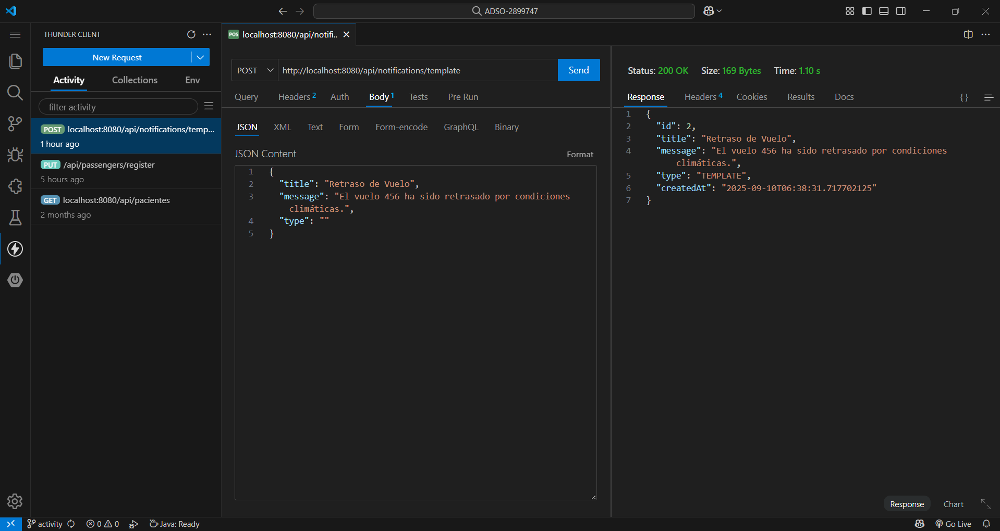 ADSO-2899747
THUNDER CLIENT
New Request
Activity Collections Env
filter activity
POST localhost:8080/api/notifications/temp...
1 hour ago
PUT /api/passengers/register
5 hours ago
GET localhost:8080/api/pacientes
2 months ago
POS localhost:8080/api/notifi..
POST http://localhost:8080/api/notifications/template Send
Query Headers 2 Auth Body 1 Tests Pre Run
JSON XML Text Form Form-encode GraphQL Binary
JSON Content Format
1 {
2 "title": "Retraso de Vuelo",
3 "message": "El vuelo 456 ha sido retrasado por condiciones
climáticas.",
4 "type": ""
5 }
Status: 200 OK Size: 169 Bytes Time: 1.10 s
Response Headers 4 Cookies Results Docs {}
1 {
2 "id": 2,
3 "title": "Retraso de Vuelo",
4 "message": "El vuelo 456 ha sido retrasado por condiciones
climáticas.",
5 "type": "TEMPLATE",
6 "createdAt": "2025-09-10T06:38:31.717702125"
7 }
Response Chart
activity 0 0 Java: Ready Go Live